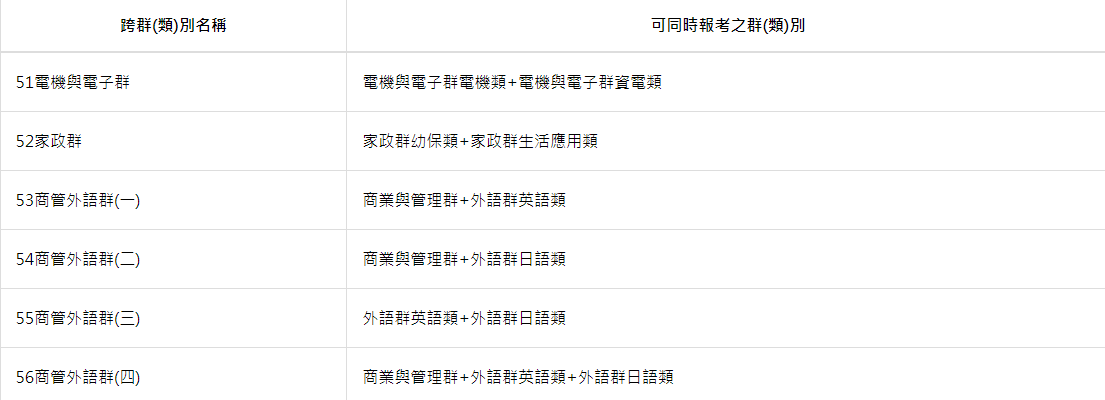 跨群(類)別名稱 可同時報考之群(類)別
51電機與電子群 電機與電子群電機類+電機與電子群資電類
52家政群 家政群幼保類+家政群生活應用類
53商管外語群(一) 商業與管理群+外語群英語類
54商管外語群(二) 商業與管理群+外語群日語類
55商管外語群(三) 外語群英語類+外語群日語類
56商管外語群(四) 商業與管理群+外語群英語類+外語群日語類